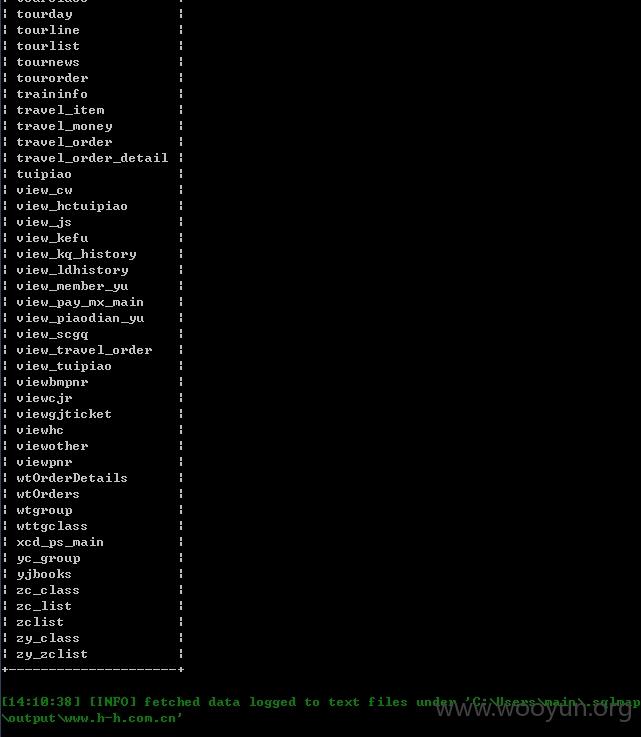 | tourday |
| tourline |
| tourlist |
| tournews |
| tourorder |
| traininfo |
| travel_item |
| travel_money |
| travel_order |
| travel_order_detail |
| tuipiao |
| view_cw |
| view_hctuipiao |
| view_js |
| view_kefu |
| view_kq_history |
| view_ldhistory |
| view_member_yu |
| view_pay_mx_main |
| view_piaodian_yu |
| view_scgq |
| view_travel_order |
| view_tuipiao |
| viewbmpnr |
| viewcjr |
| viewgjticket |
| viewhc |
| viewother |
| viewpnr |
| wtOrderDetails |
| wtOrders |
| wtgroup |
| wttgclass |
| xcd_ps_main |
| yc_group |
| yjbooks |
| zc_class |
| zc_list |
| zclist |
| zy_class |
| zy_zclist |
+---------------------+
[14:10:38] [INFO] fetched data logged to text files under 'C:\Users\main\.sqlmap
\output\www.h-h.com.cn'
www.wooyun.org